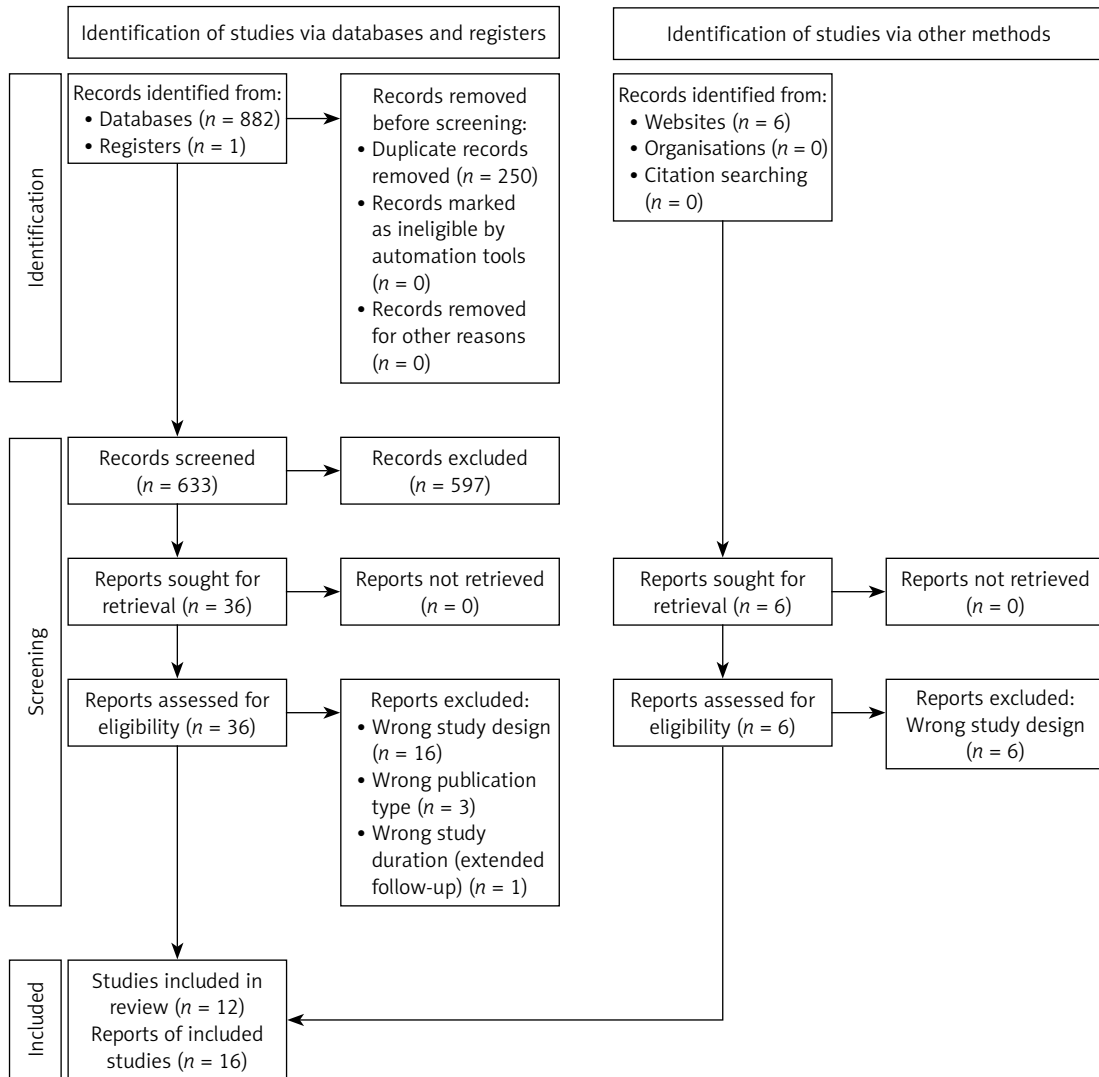 Identification of studies via databases and registers
Identification of studies via other methods
Identification
Records identified from:
• Databases (n = 882)
• Registers (n = 1)
Records removed
before screening:
• Duplicate records
removed (n = 250)
• Records marked
as ineligible by
automation tools
(n = 0)
• Records removed
for other reasons
(n = 0)
Records identified from:
• Websites (n = 6)
• Organisations (n = 0)
• Citation searching
(n = 0)
Screening
Records screened
(n = 633)
Records excluded
(n = 597)
Reports sought for
retrieval (n = 36)
Reports not retrieved
(n = 0)
Reports sought for
retrieval (n = 6)
Reports not retrieved
(n = 0)
Reports assessed for
eligibility (n = 36)
Reports excluded:
• Wrong study design
(n = 16)
• Wrong publication
type (n = 3)
• Wrong study
duration (extended
follow-up) (n = 1)
Reports assessed for
eligibility (n = 6)
Reports excluded:
Wrong study design
(n = 6)
Included
Studies included in
review (n = 12)
Reports of included
studies (n = 16)